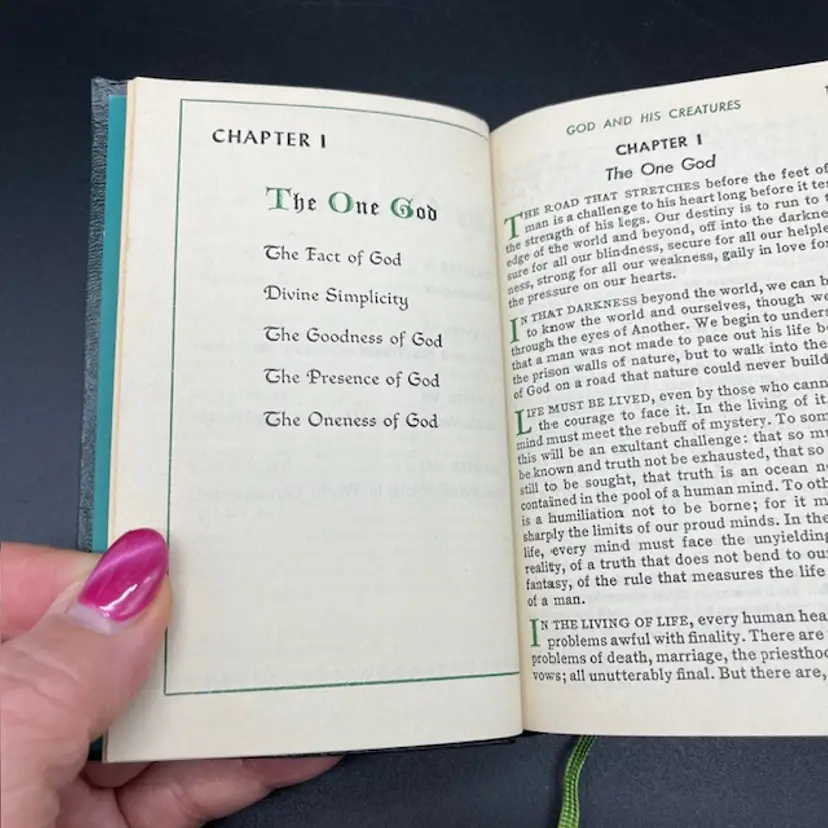 CHAPTER I
The One God
The Fact of God
Divine Simplicity
The Goodness of God
The Presence of God
The Oneness of God
GOD AND HIS CREATURES
CHAPTER I
The One God
THE ROAD THAT STRETCHES before the feet of
man is a challenge to his heart long before it
the strength of his legs. Our destiny is to run to
edge of the world and beyond, off into the
sure for all our blindness, secure for all our
ness, strong for all our weakness, gaily in love
the pressure on our hearts.
IN THAT DARKNESS beyond the world, we can
to know the world and ourselves, though
through the eyes of Another. We begin to
that a man was not made to pace out his life
the prison walls of nature, but to walk into the
of God on a road that nature could never build
LIFE MUST BE LIVED, even by those who
the courage to face it. In the living of
mind must meet the rebuff of mystery. To
this will be an exultant challenge: that so
be known and truth not be exhausted, that so
still to be sought, that truth is an ocean
contained in the pool of a human mind. To
is a humiliation not to be borne; for it
sharply the limits of our proud minds. In the
life, every mind must face the
reality, of a truth that does not bend to
fantasy, of the rule that measures the life
of a man.
IN THE LIVING OF LIFE, every human
problems awful with finality. There are
problems of death, marriage, the
vows; all unutterably final. But there are,